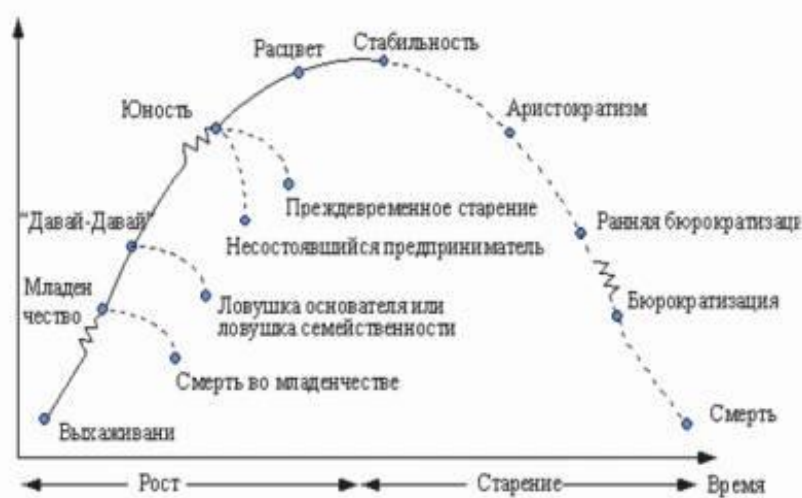 Расцвет
Стабильность
Юность
Аристократизм
Преждевременное старение
"Давай-Давай"
Несостоявшийся предприниматель
Ранняя бюрократизаци
Младен
чество
Ловушка основателя или
ловушка семейственности
Бюрократизация
Смерть во младенчестве
Выхаживани
Смерть
Рост
Старение
Время